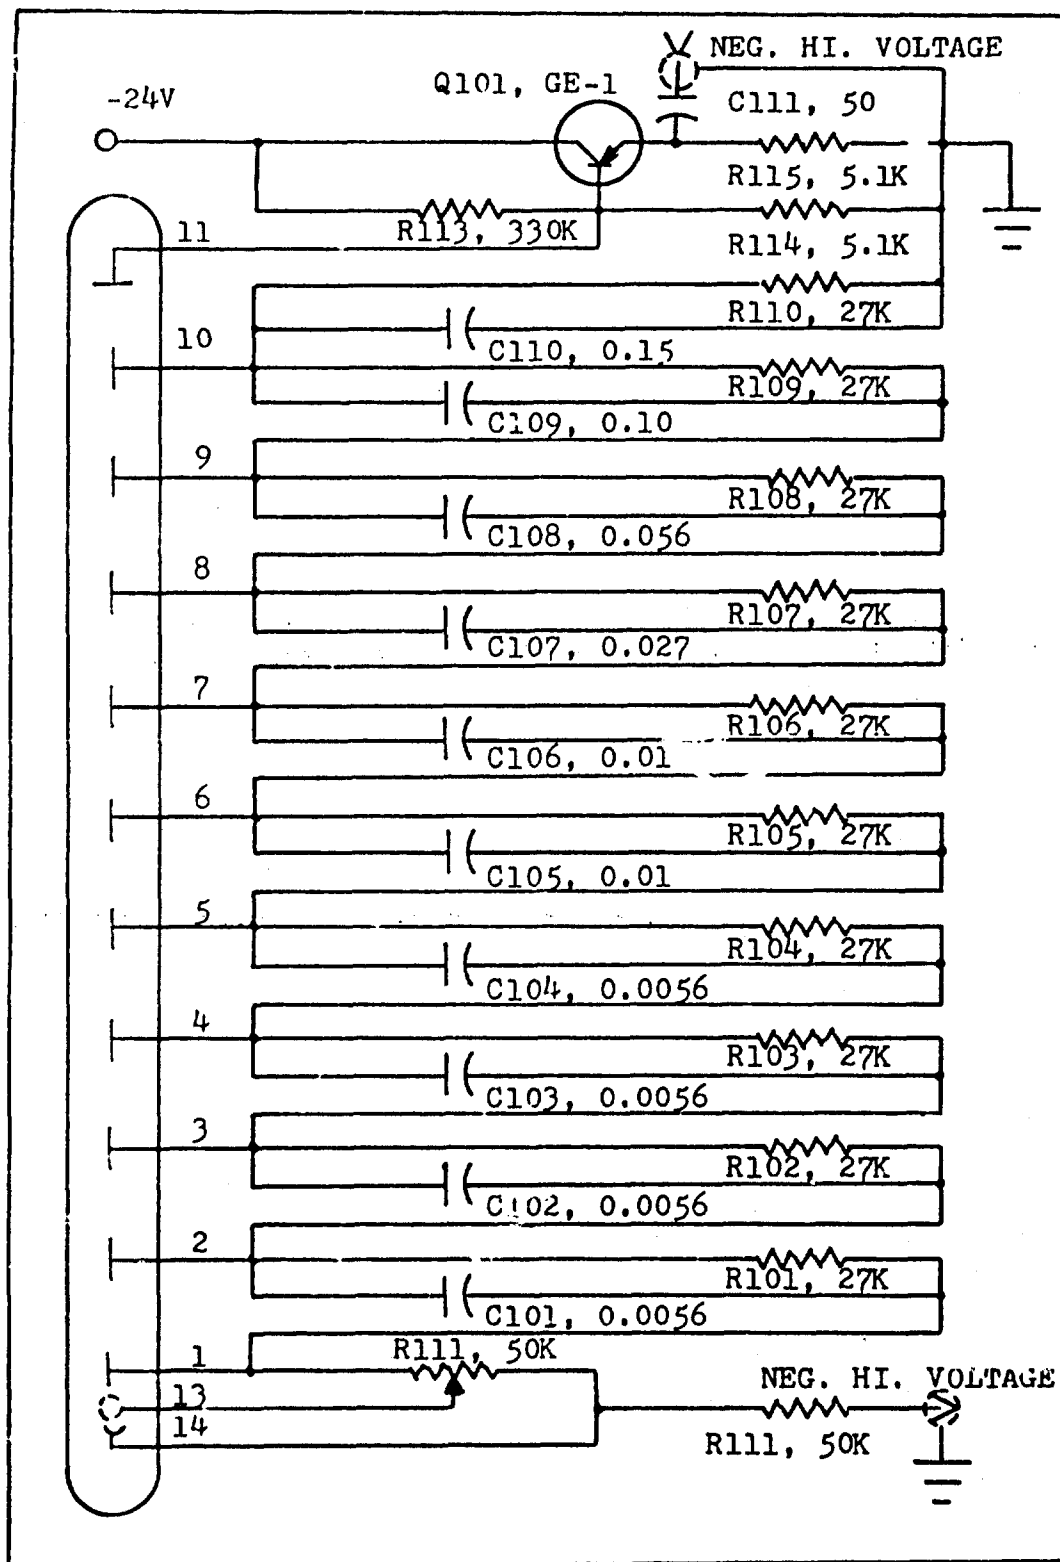 NEG. HI. VOLTAGE
Q101, GE-1
-24V
C111, 50
R115, 5.1K
11
R113, 330K
R114, 5.1K
R110, 27K
10
C110, 0.15
R109, 27K
C109, 0.10
9
R108, 27K
C108, 0.056
8
R107, 27K
C107, 0.027
7
R106, 27K
C106, 0.01
6
R105, 27K
C105, 0.01
5
R104, 27K
C104, 0.0056
4
R103, 27K
C103, 0.0056
3
R102, 27K
C102, 0.0056
2
R101, 27K
C101, 0.0056
1
R111, 50K
13
NEG. HI. VOLTAGE
14
R111, 50K